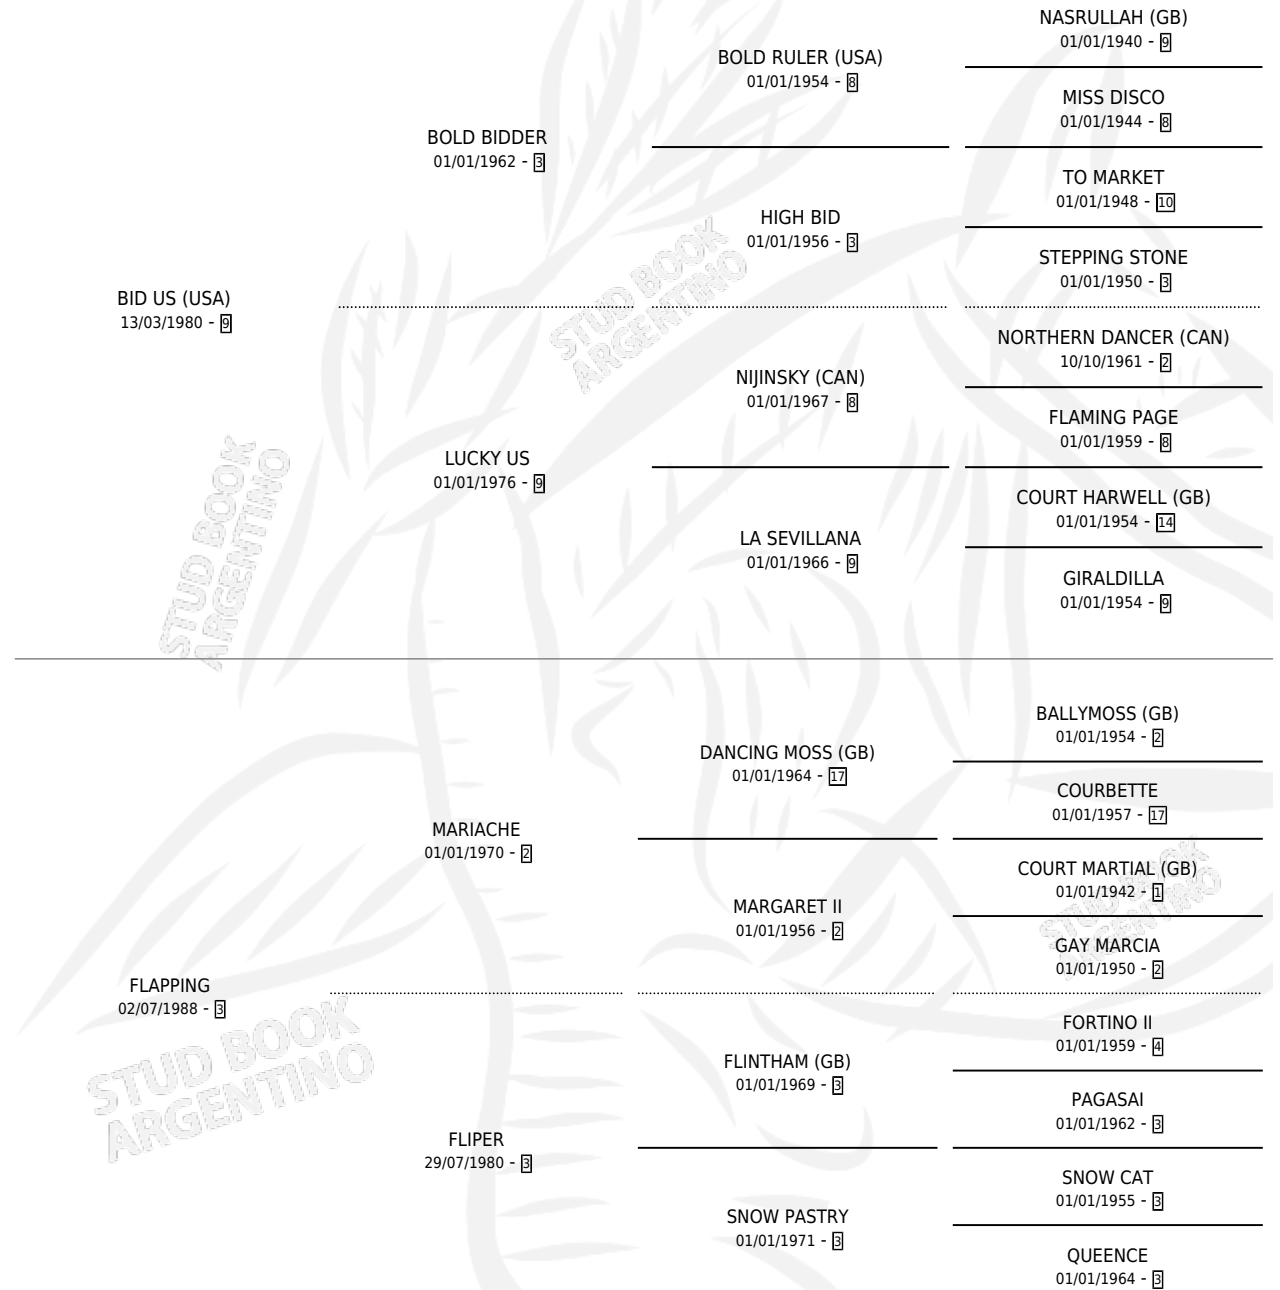 NASRULLAH (GB)
01/01/1940 - 9
BOLD RULER (USA)
01/01/1954 - 8
MISS DISCO
01/01/1944 - 8
BOLD BIDDER
01/01/1962 - 3
TO MARKET
01/01/1948 - 10
HIGH BID
01/01/1956 - 3
STEPPING STONE
01/01/1950 - 3
BID US (USA)
13/03/1980 - 9
NORTHERN DANCER (CAN)
10/10/1961 - 2
NIJINSKY (CAN)
01/01/1967 - 8
FLAMING PAGE
01/01/1959 - 8
LUCKY US
01/01/1976 - 9
COURT HARWELL (GB)
01/01/1954 - 14
LA SEVILLANA
01/01/1966 - 9
GIRALDILLA
01/01/1954 - 9
BALLYMOSS (GB)
01/01/1954 - 2
DANCING MOSS (GB)
01/01/1964 - 17
COURBETTE
01/01/1957 - 17
MARIACHE
01/01/1970 - 2
COURT MARTIAL (GB)
01/01/1942 - 1
MARGARET II
01/01/1956 - 2
GAY MARCIA
01/01/1950 - 2
FLAPPING
02/07/1988 - 3
FORTINO II
01/01/1959 - 4
FLINTHAM (GB)
01/01/1969 - 3
PAGASAI
01/01/1962 - 3
FLIPER
29/07/1980 - 3
SNOW CAT
01/01/1955 - 3
SNOW PASTRY
01/01/1971 - 3
QUEENCE
01/01/1964 - 3
STUD BOOK
ARGENTINO
STUD BOOK
ARGENTINO
STUD BOOK
ARGENTINO
STUD BOOK
ARGENTINO